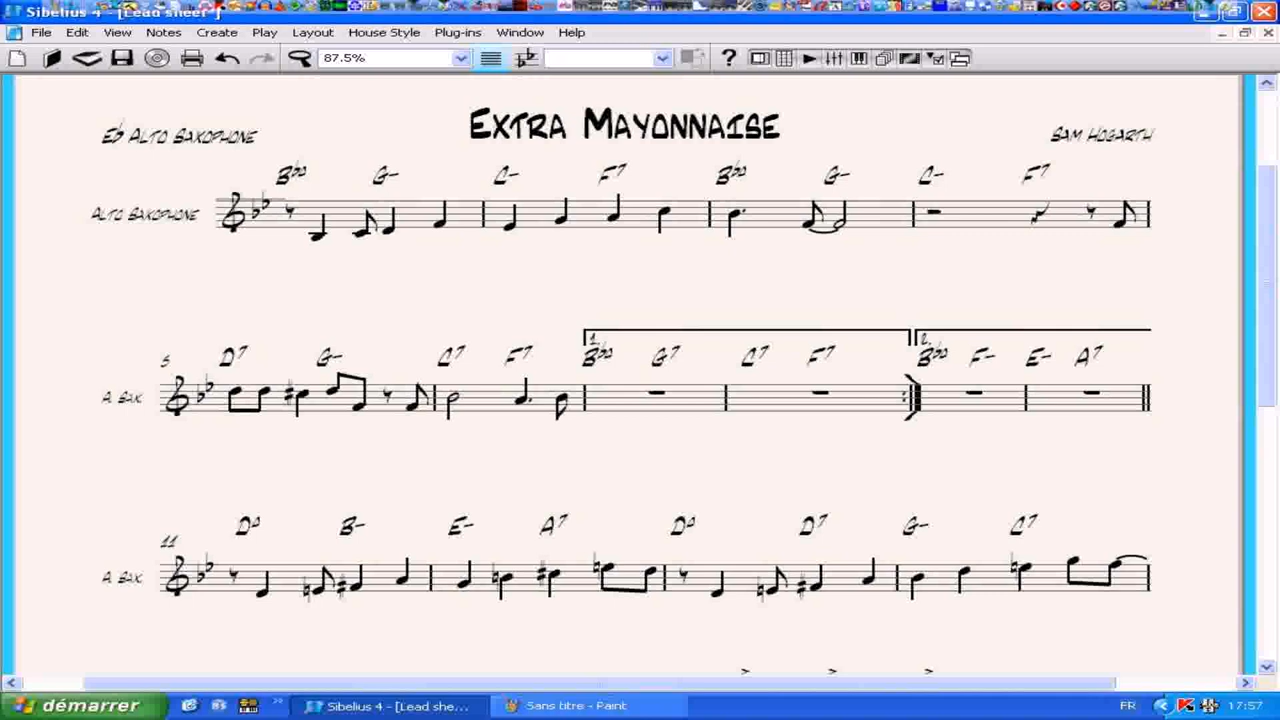 Sibelius 4 - [Lead sheet ]
File Edit View Notes Create Play Layout House Style Plug-ins Window Help
87.5%
Extra Mayonnaise
E♭ Alto Saxophone
Sam Hogarth
G- C- F7 G- C- F7
Alto Saxophone
1. 2.
5 D7 G- C7 F7 G7 C7 F7 F- E- A7
A Sax
B- E- A7 D7 G- C7
11
A Sax
démarrer Sibelius 4 - [Lead she... Sans titre - Paint FR 17:57